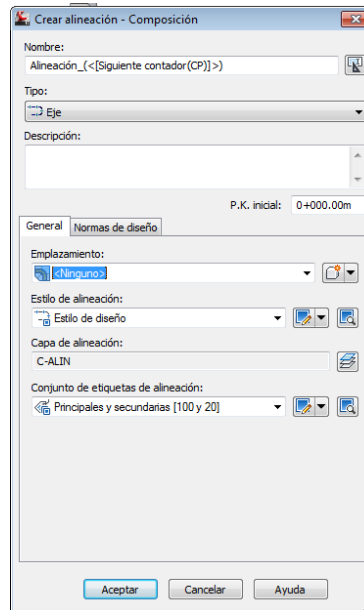 Crear alineación - Composición
Nombre:
Alineación_(<[Siguiente contador(CP)]>)
Tipo:
Eje
Descripción:
P.K. inicial: 0+000.00m
General Normas de diseño
Emplazamiento:
<Ninguno>
Estilo de alineación:
Estilo de diseño
Capa de alineación:
C-ALIN
Conjunto de etiquetas de alineación:
Principales y secundarias [100 y 20]
Aceptar Cancelar Ayuda